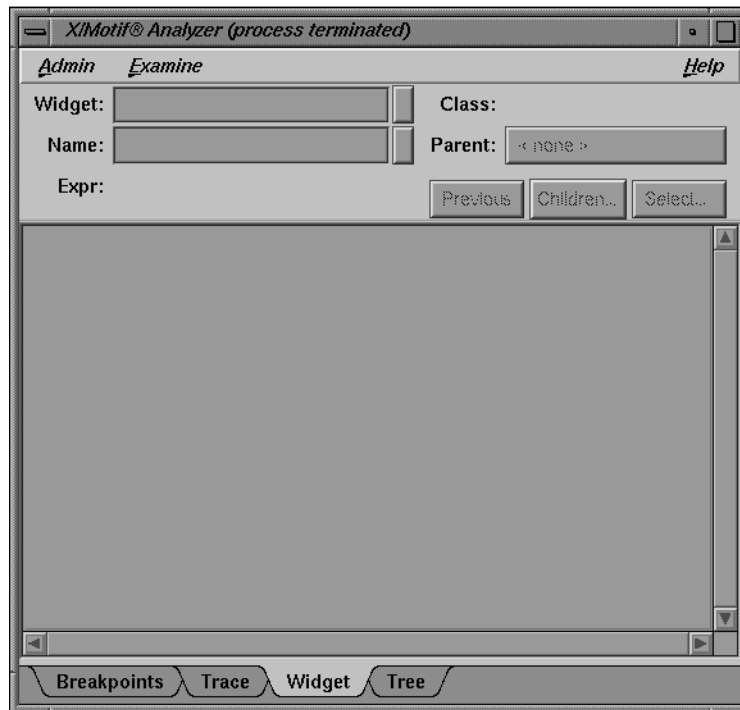 X/Motif® Analyzer (process terminated)
Admin Examine Help
Widget: Class:
Name: Parent: < none >
Expr: Previous Children... Select...
Breakpoints Trace Widget Tree